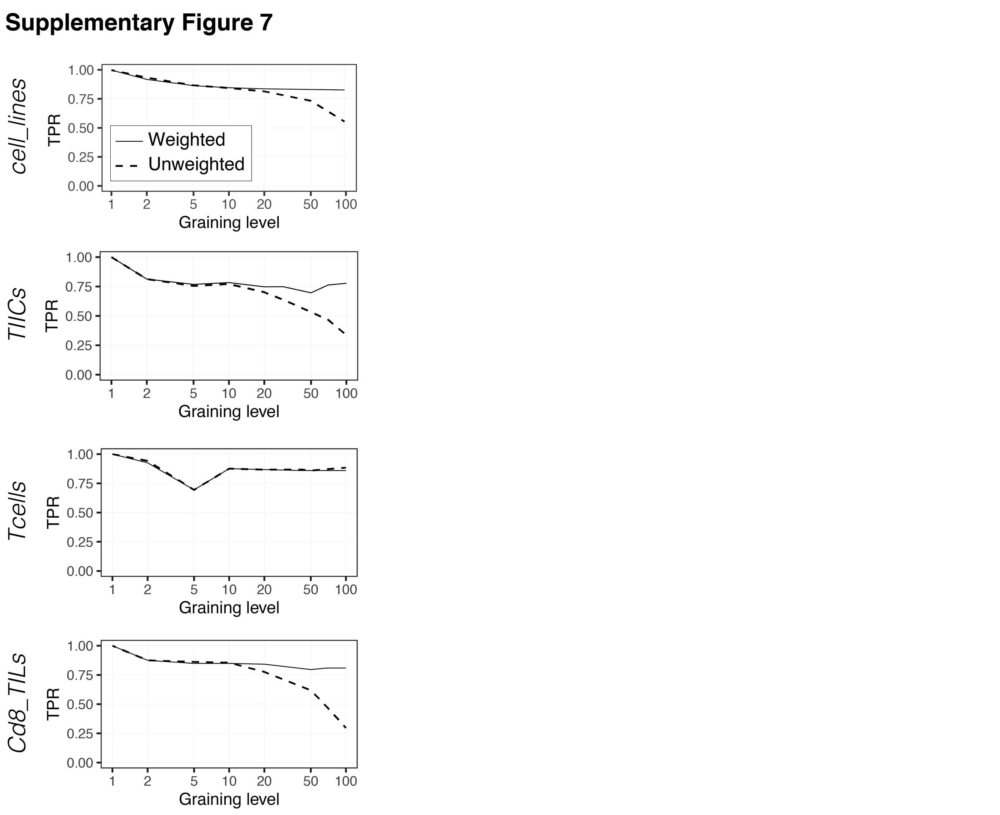 Supplementary Figure 7
cell_lines
TPR
1.00
0.75
0.50
0.25
0.00
Weighted
Unweighted
1 2 5 10 20 50 100
Graining level
TIICs
TPR
1.00
0.75
0.50
0.25
0.00
1 2 5 10 20 50 100
Graining level
Tcells
TPR
1.00
0.75
0.50
0.25
0.00
1 2 5 10 20 50 100
Graining level
Cd8_TILs
TPR
1.00
0.75
0.50
0.25
0.00
1 2 5 10 20 50 100
Graining level